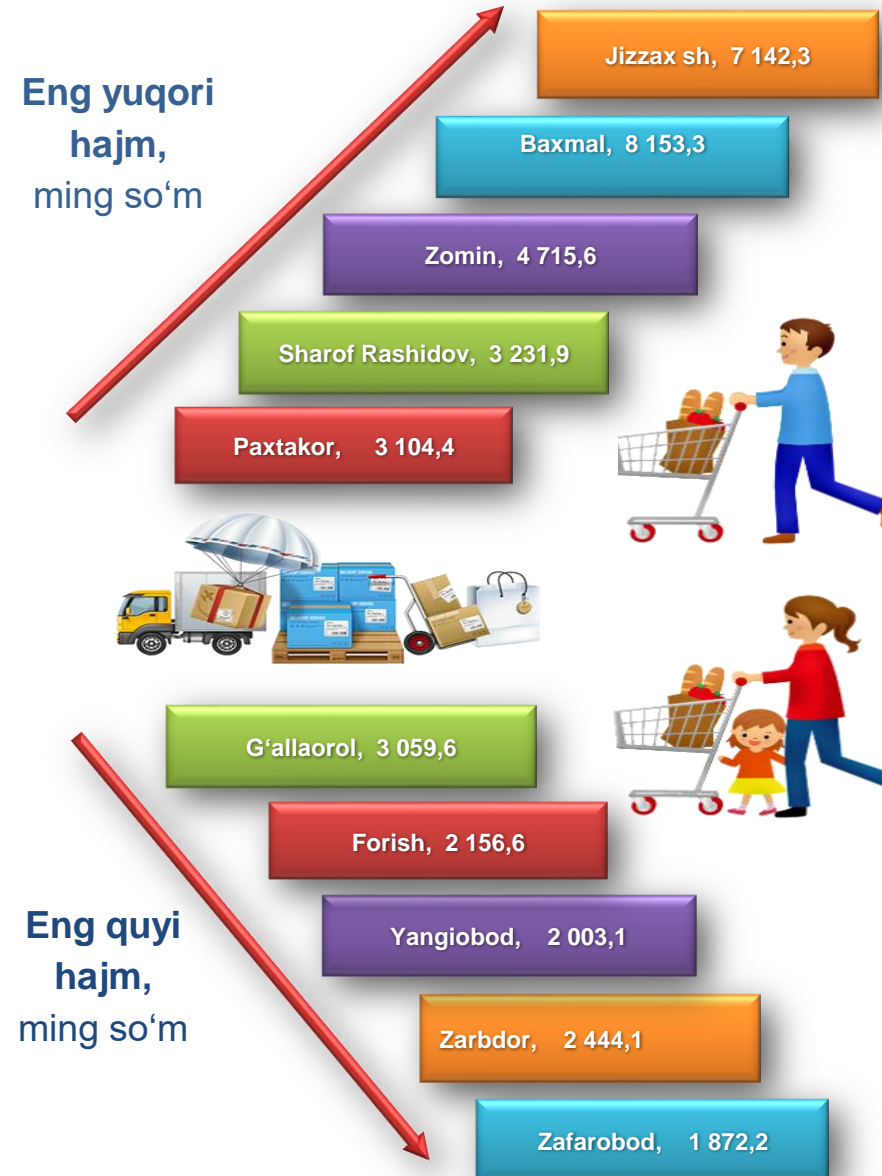 Eng yuqori
hajm,
ming so‘m
Jizzax sh, 7 142,3
Baxmal, 8 153,3
Zomin, 4 715,6
Sharof Rashidov, 3 231,9
Paxtakor, 3 104,4
G‘allaorol, 3 059,6
Forish, 2 156,6
Yangiobod, 2 003,1
Zarbdor, 2 444,1
Zafarobod, 1 872,2
Eng quyi
hajm,
ming so‘m